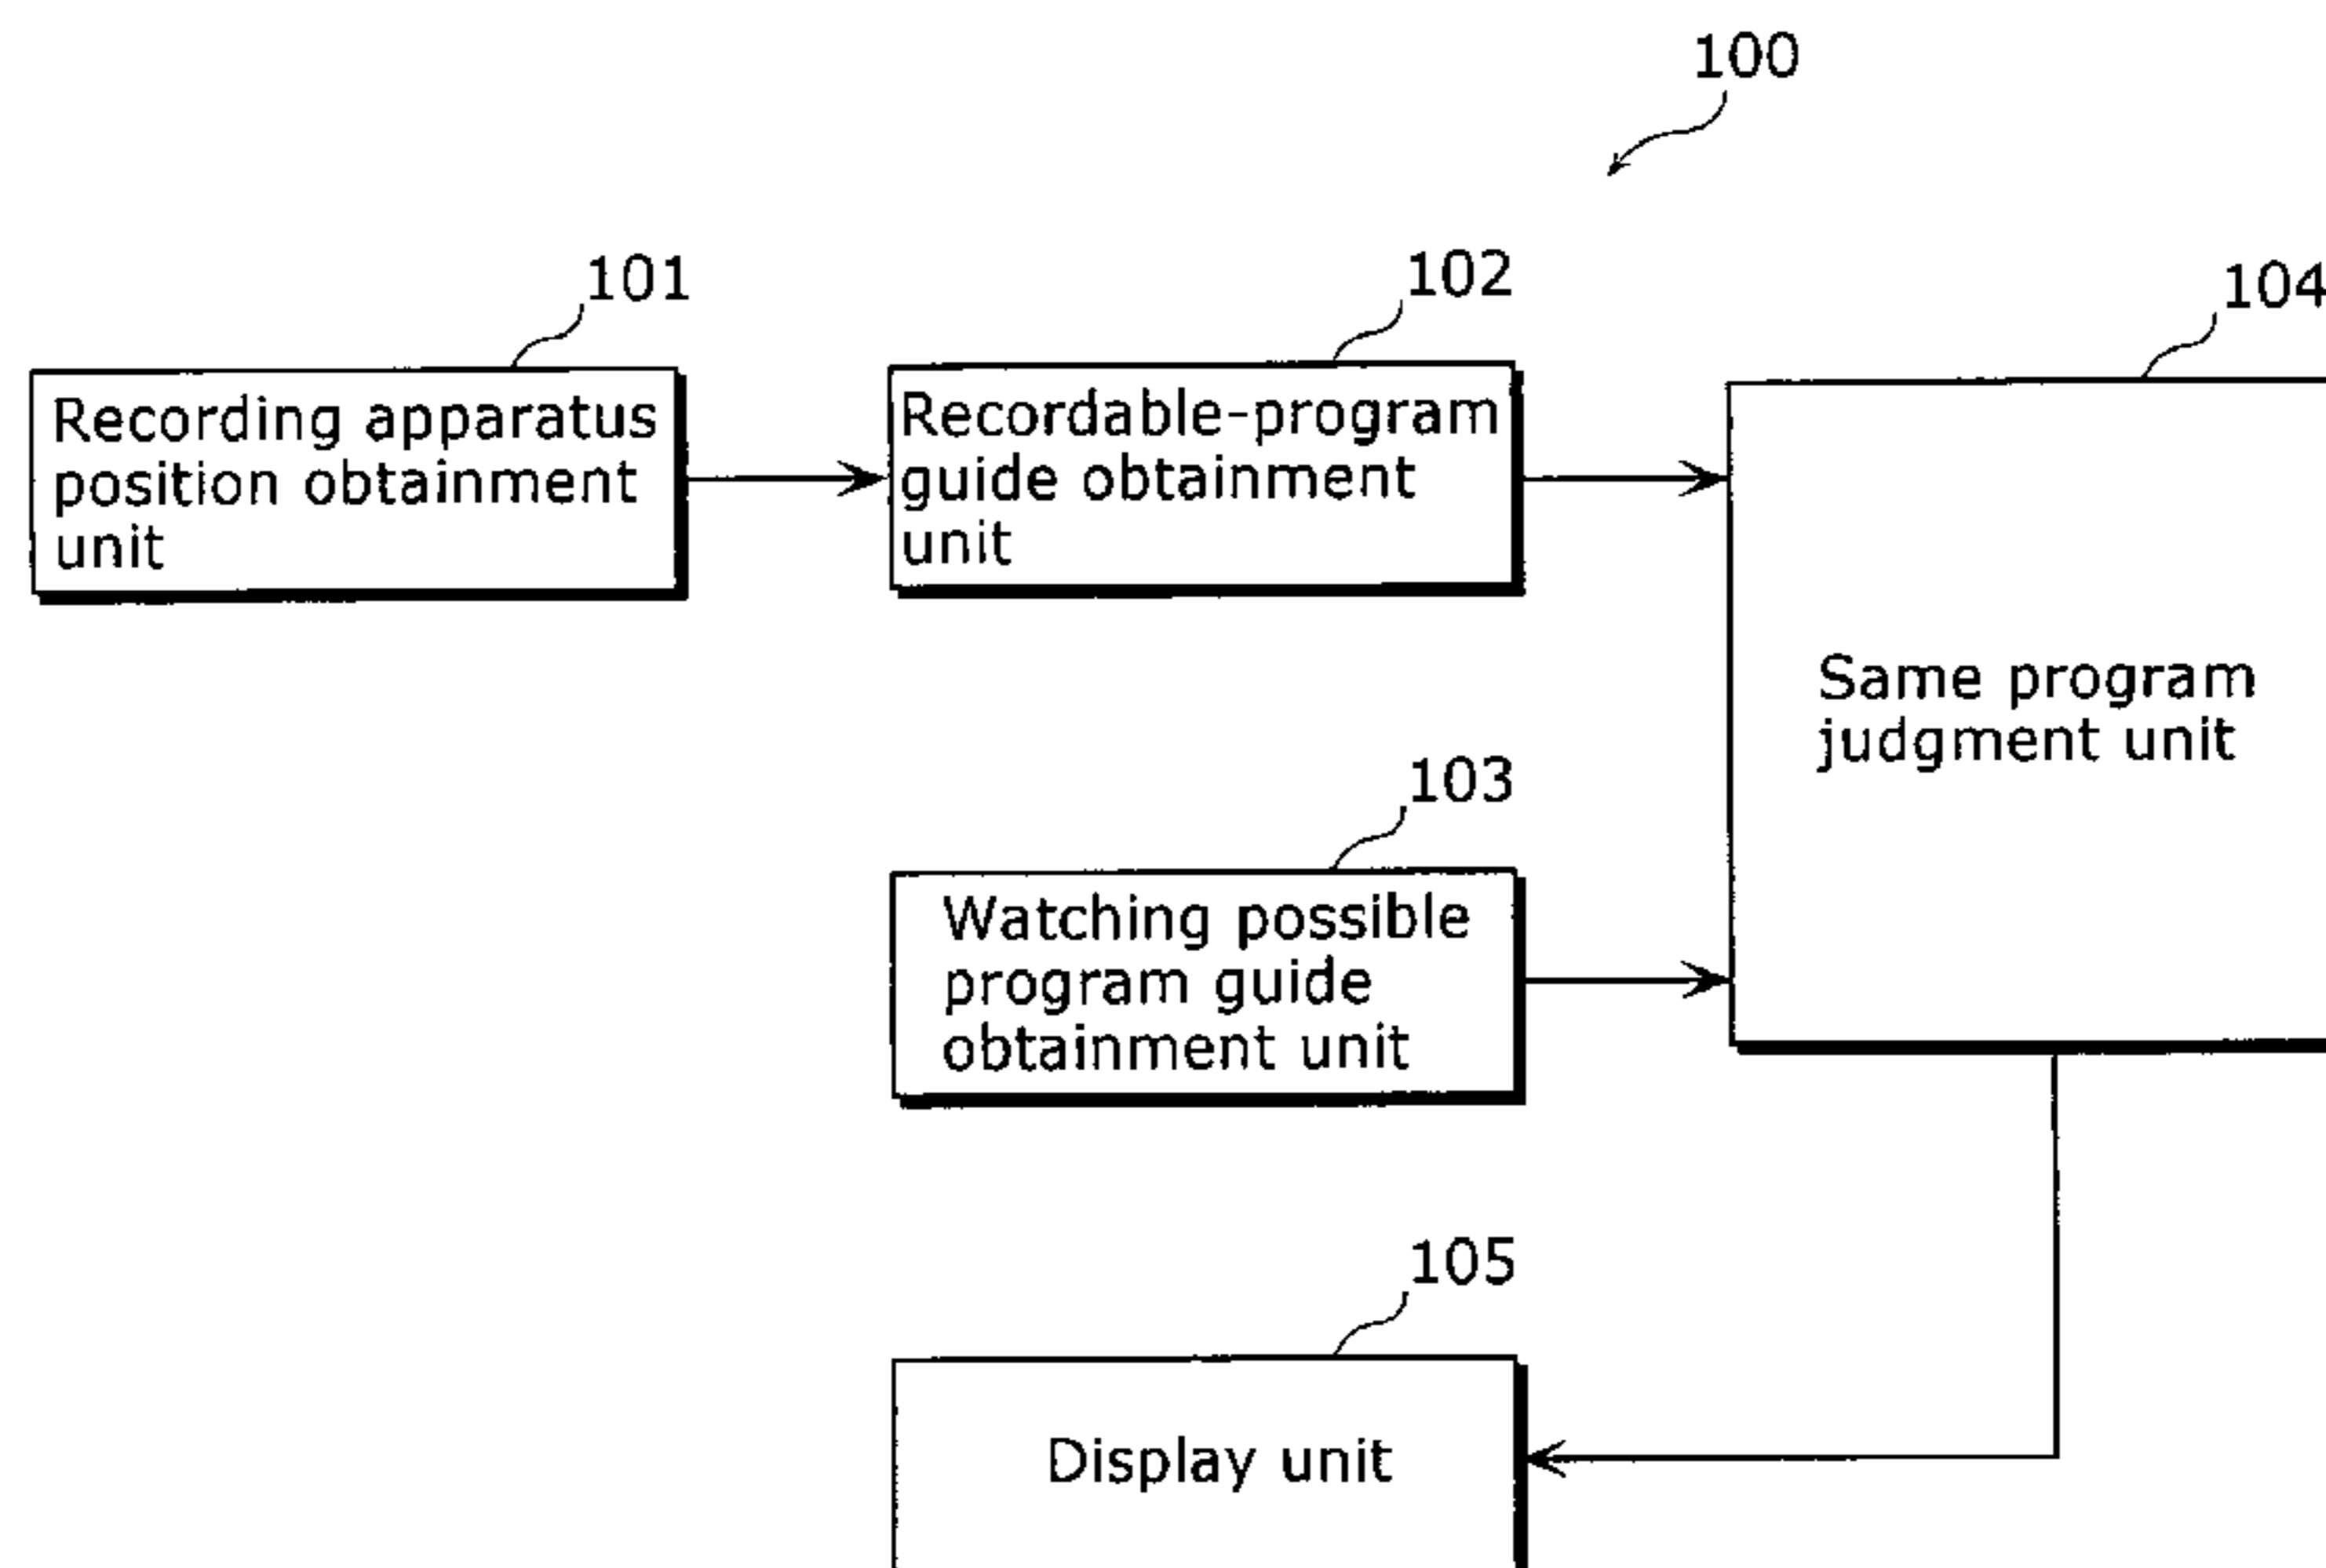 100
101
102
104
Recording apparatus
position obtainment
unit
Recordable-program
guide obtainment
unit
Same program
judgment unit
103
Watching possible
program guide
obtainment unit
105
Display unit